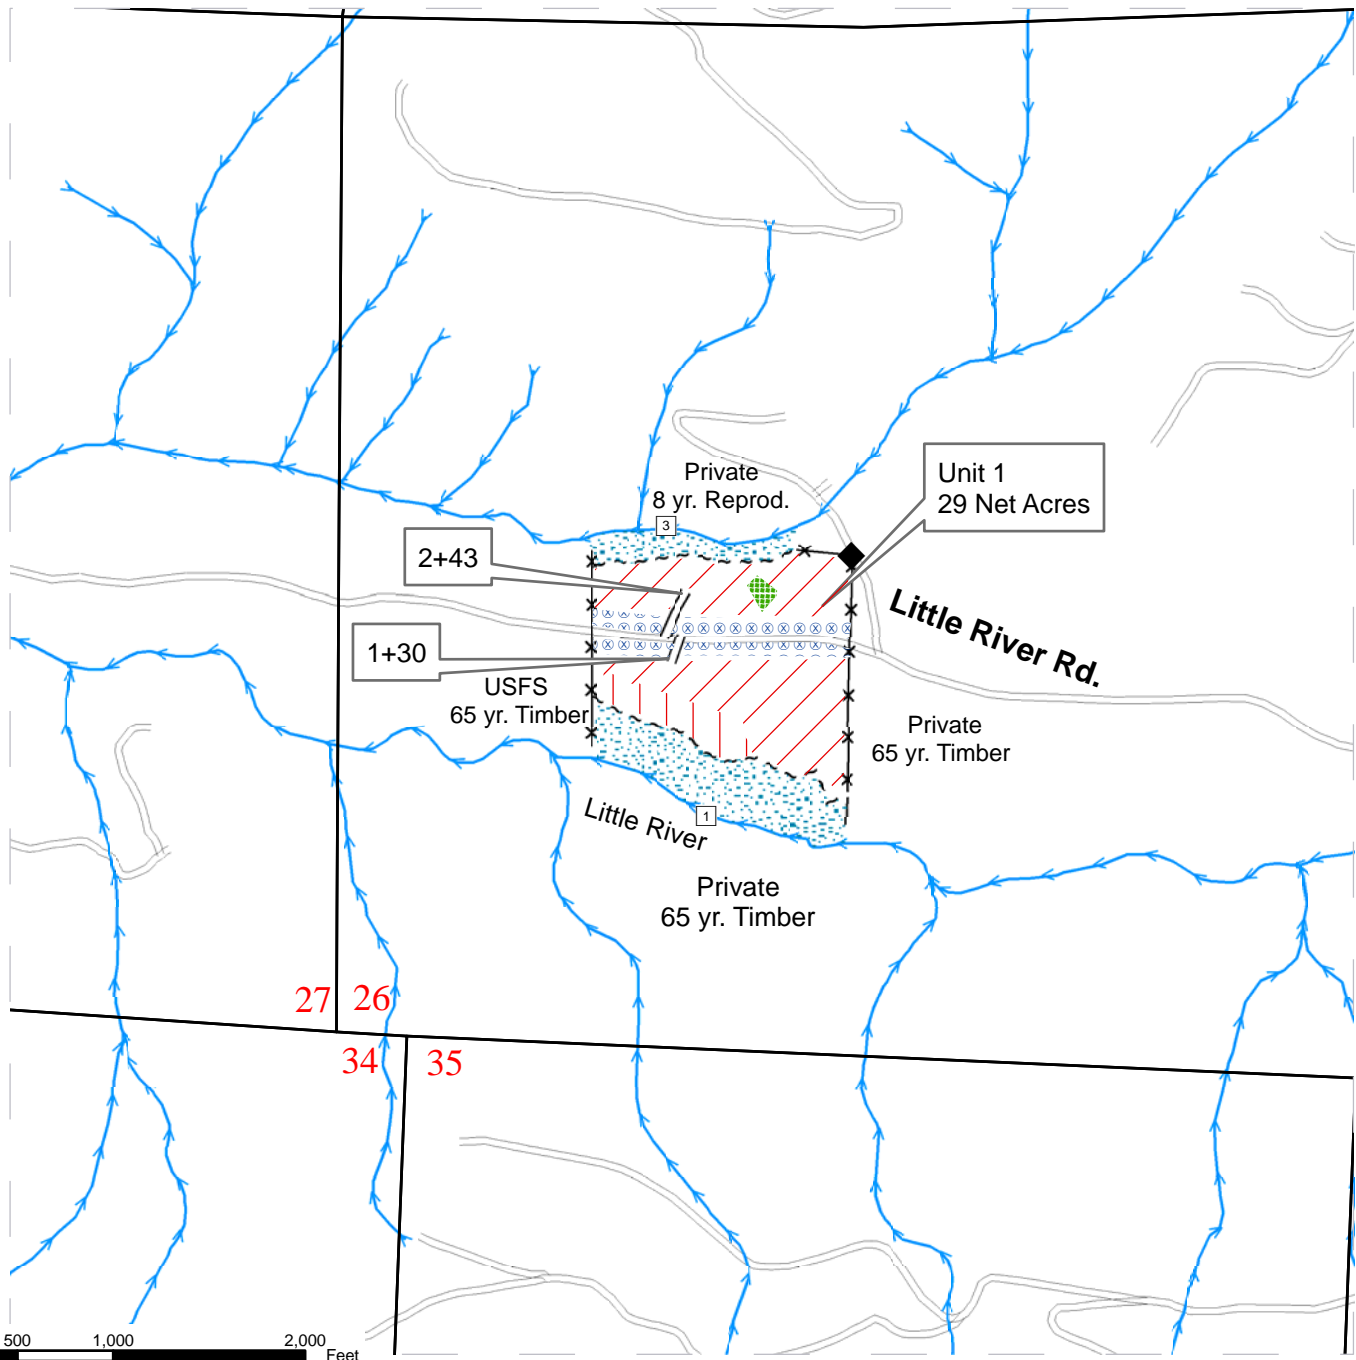 Private
8 yr. Reprod.
Unit 1
29 Net Acres
3
2+43
1+30
Little River Rd.
USFS
65 yr. Timber
Private
65 yr. Timber
Little River
1
Private
65 yr. Timber
27 26
34 35
500 1,000 2,000
Feet